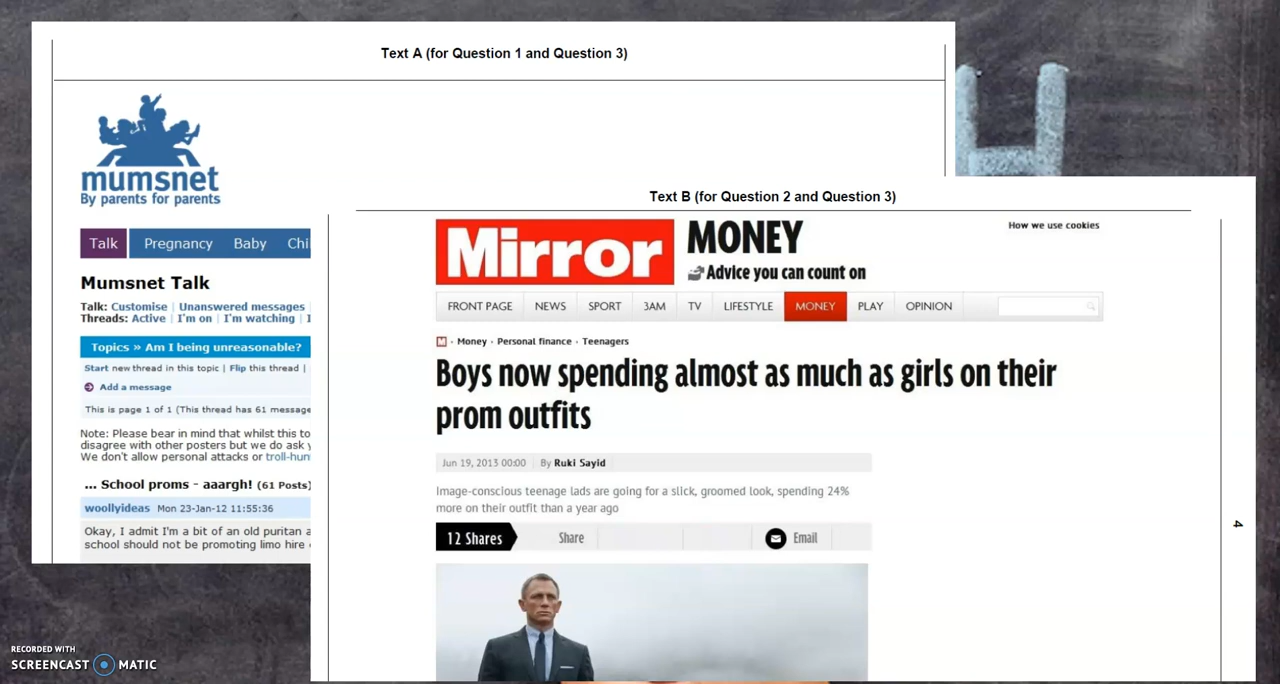 Text A (for Question 1 and Question 3)
mumsnet
By parents for parents
Talk Pregnancy Baby Chi
Mumsnet Talk
Talk: Customise | Unanswered messages
Threads: Active | I'm on | I'm watching |
Topics » Am I being unreasonable?
Start new thread in this topic | Flip this thread |
Add a message
This is page 1 of 1 (This thread has 61 message
Note: Please bear in mind that whilst this to
disagree with other posters but we do ask y
We don't allow personal attacks or troll-hun
... School proms - aaargh! (61 Posts)
woollyideas Mon 23-Jan-12 11:55:36
Okay, I admit I'm a bit of an old puritan a
school should not be promoting limo hire
H
Text B (for Question 2 and Question 3)
Mirror MONEY
Advice you can count on
How we use cookies
FRONT PAGE NEWS SPORT 3AM TV LIFESTYLE MONEY PLAY OPINION
M · Money · Personal finance · Teenagers
Boys now spending almost as much as girls on their
prom outfits
Jun 19, 2013 00:00 | By Ruki Sayid
Image-conscious teenage lads are going for a slick, groomed look, spending 24%
more on their outfit than a year ago
12 Shares Share Email
4
RECORDED WITH
SCREENCAST MATIC